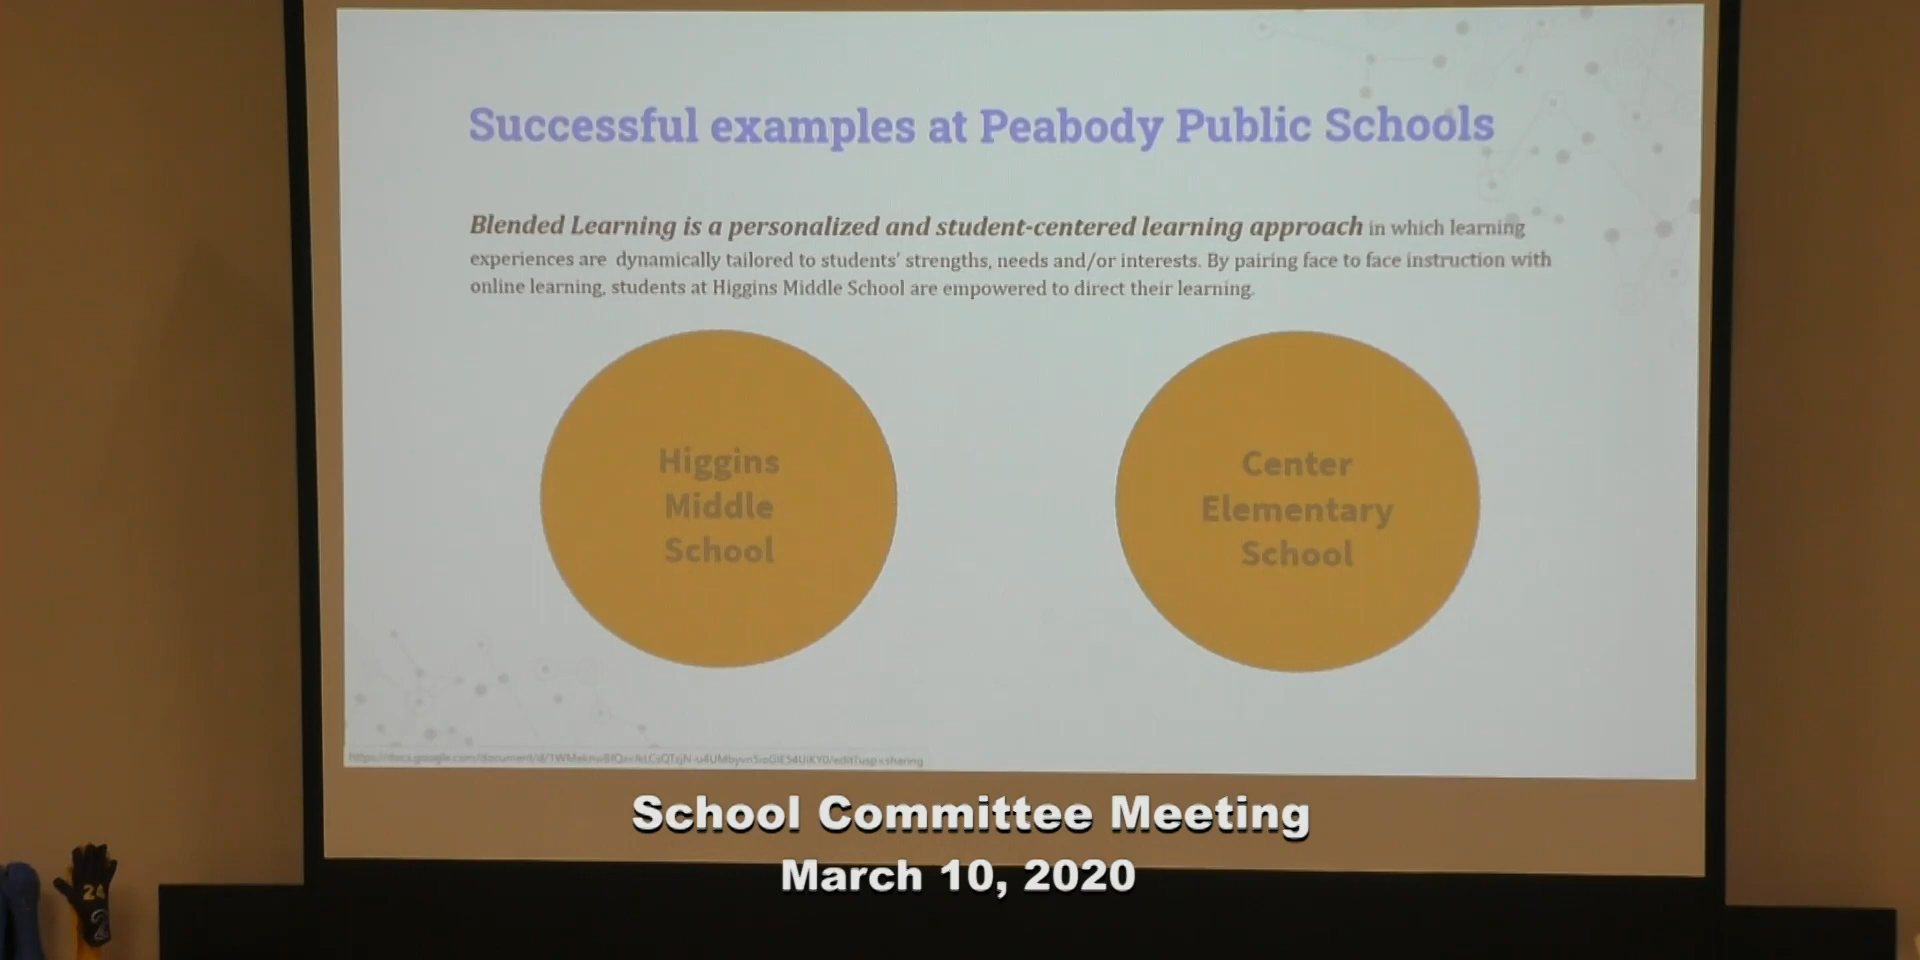 Successful examples at Peabody Public Schools
Blended Learning is a personalized and student-centered learning approach in which learning
experiences are dynamically tailored to students' strengths, needs and/or interests. By pairing face to face instruction with
online learning, students at Higgins Middle School are empowered to direct their learning.
Higgins
Middle
School
Center
Elementary
School
School Committee Meeting
March 10, 2020
24